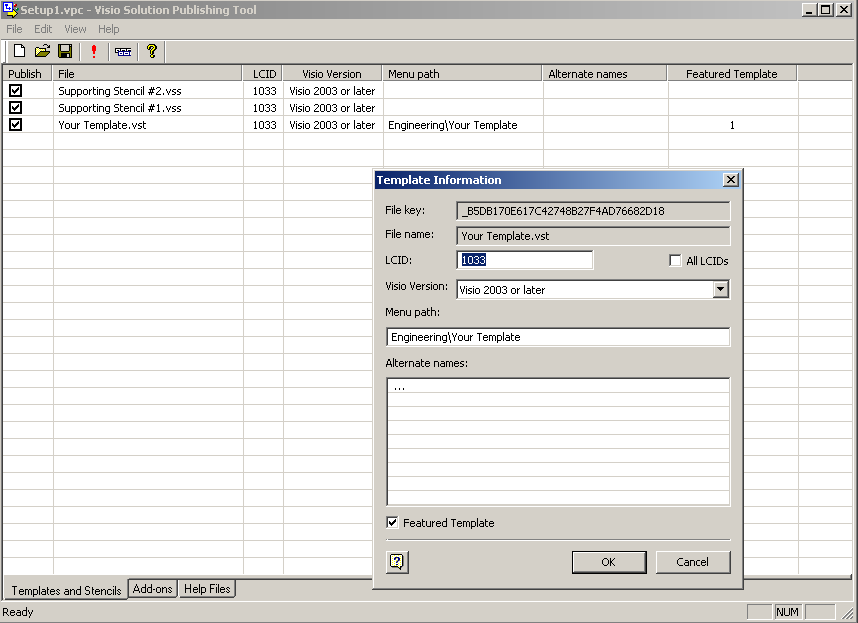 Setup1.vpc - Visio Solution Publishing Tool
File Edit View Help
Publish File LCID Visio Version Menu path Alternate names Featured Template
Supporting Stencil #2.vss 1033 Visio 2003 or later
Supporting Stencil #1.vss 1033 Visio 2003 or later
Your Template.vst 1033 Visio 2003 or later Engineering\Your Template 1
Template Information
File key: _B5DB170E617C42748B27F4AD76682D18
File name: Your Template.vst
LCID: 1033 All LCIDs
Visio Version: Visio 2003 or later
Menu path:
Engineering\Your Template
Alternate names:
...
Featured Template
OK Cancel
Templates and Stencils Add-ons Help Files
Ready NUM